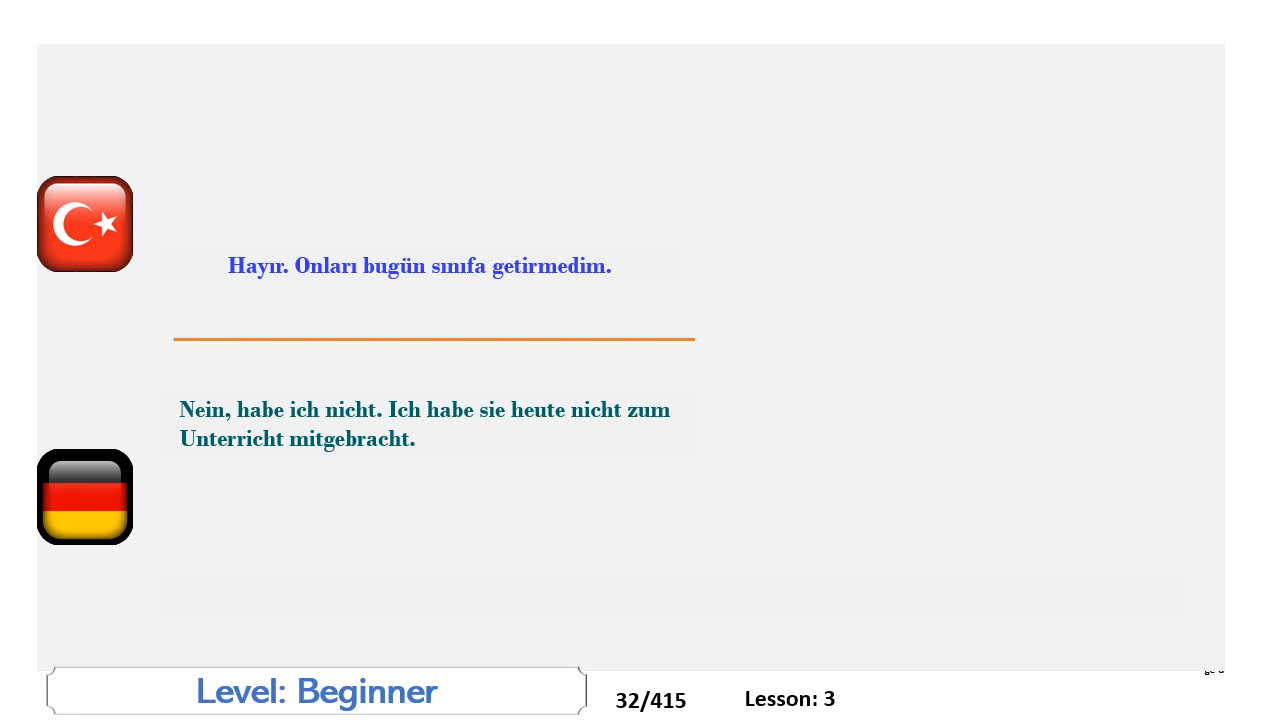 Hayır. Onları bugün sınıfa getirmedim.
Nein, habe ich nicht. Ich habe sie heute nicht zum
Unterricht mitgebracht.
Level: Beginner
32/415
Lesson: 3